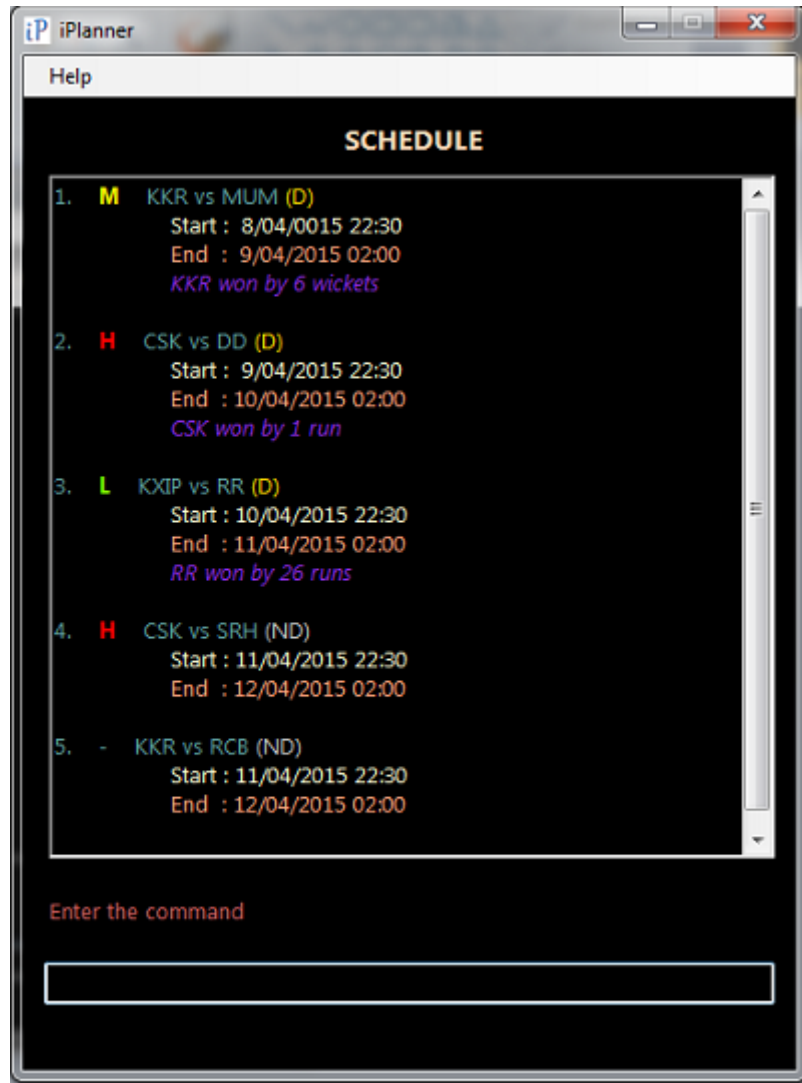 iP iPlanner
Help
SCHEDULE
1. M KKR vs MUM (D)
Start : 8/04/0015 22:30
End : 9/04/2015 02:00
KKR won by 6 wickets
2. H CSK vs DD (D)
Start : 9/04/2015 22:30
End : 10/04/2015 02:00
CSK won by 1 run
3. L KXIP vs RR (D)
Start : 10/04/2015 22:30
End : 11/04/2015 02:00
RR won by 26 runs
4. H CSK vs SRH (ND)
Start : 11/04/2015 22:30
End : 12/04/2015 02:00
5. - KKR vs RCB (ND)
Start : 11/04/2015 22:30
End : 12/04/2015 02:00
Enter the command